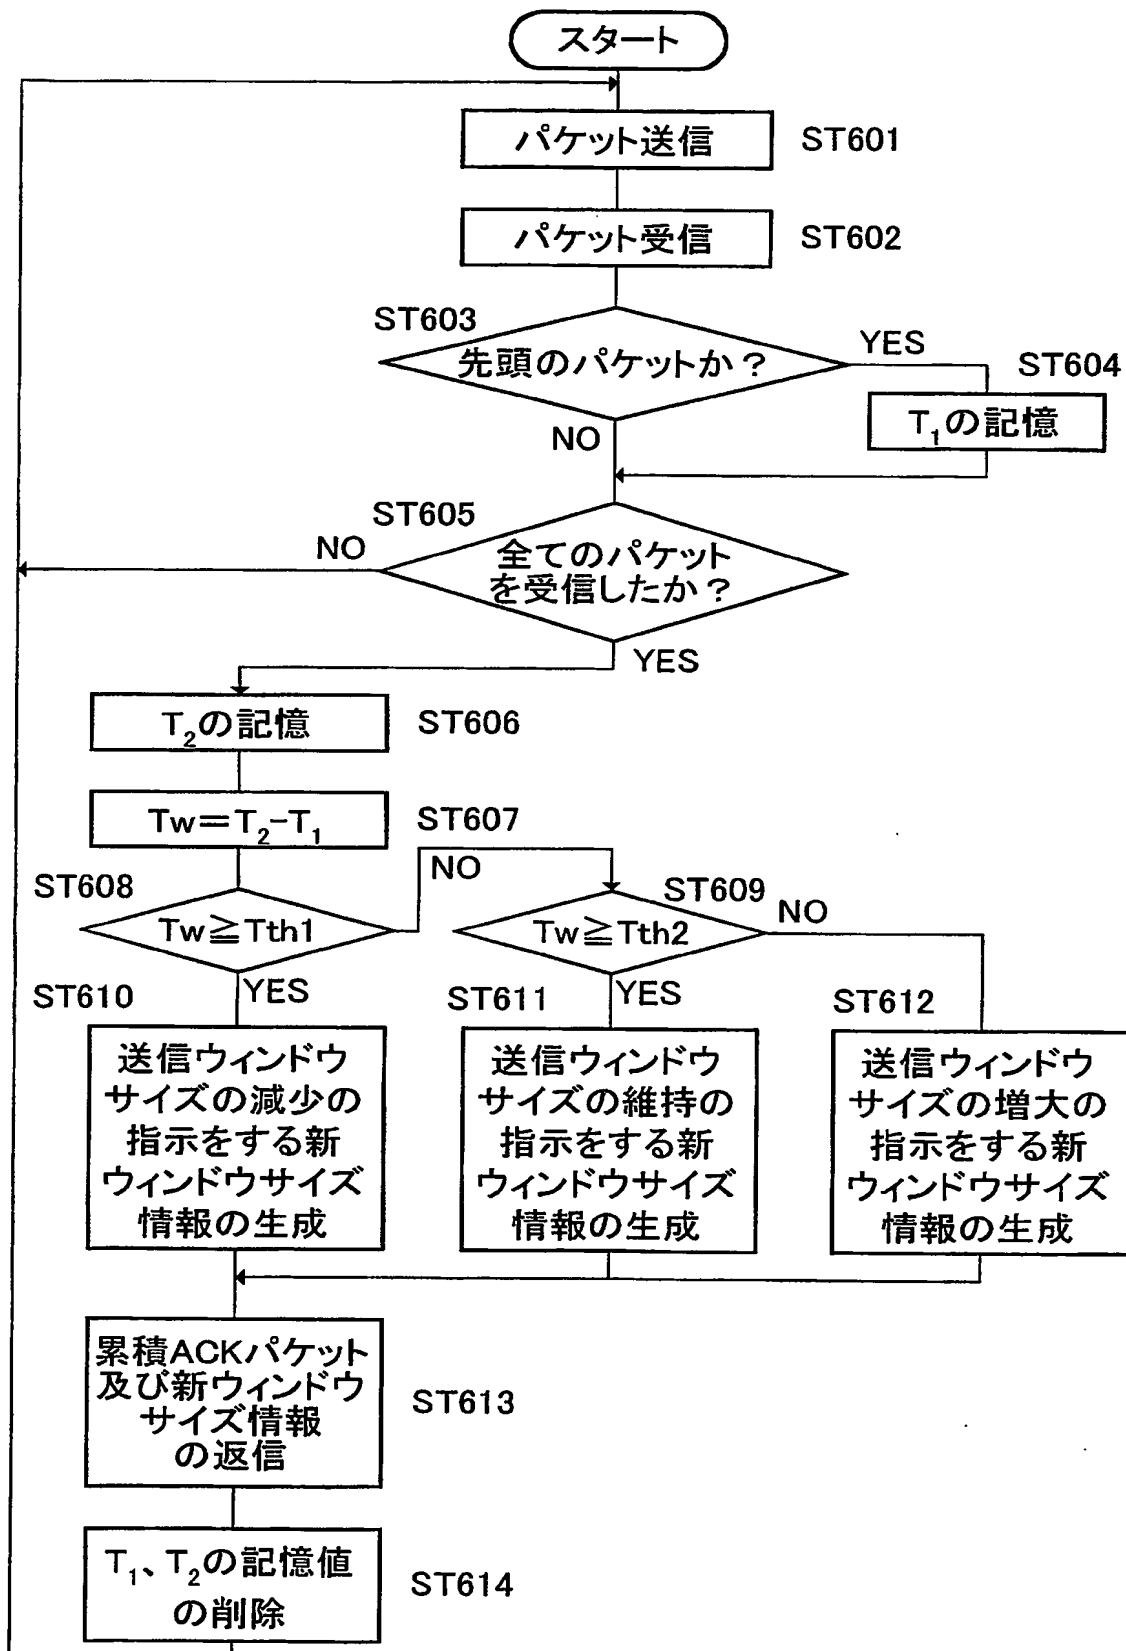 スタート
パケット送信
ST601
パケット受信
ST602
ST603
先頭のパケットか？
YES
ST604
T₁の記憶
NO
ST605
NO
全てのパケット
を受信したか？
YES
T₂の記憶
ST606
Tw＝T₂−T₁
ST607
ST608
Tw≧Tth1
NO
ST609
Tw≧Tth2
NO
ST610
YES
送信ウィンドウ
サイズの減少の
指示をする新
ウィンドウサイズ
情報の生成
ST611
YES
送信ウィンドウ
サイズの維持の
指示をする新
ウィンドウサイズ
情報の生成
ST612
送信ウィンドウ
サイズの増大の
指示をする新
ウィンドウサイズ
情報の生成
累積ACKパケット
及び新ウィンドウ
サイズ情報
の返信
ST613
T₁、T₂の記憶値
の削除
ST614